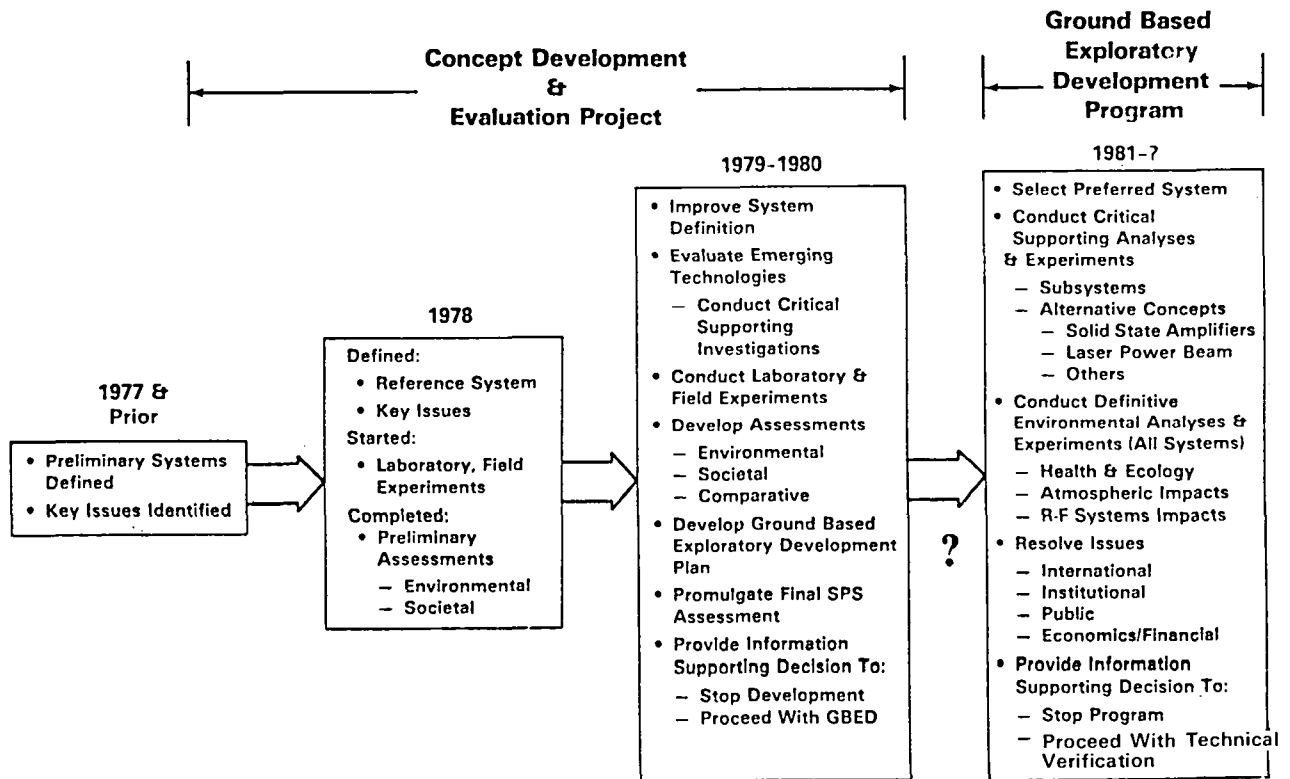 Concept Development
&
Evaluation Project
Ground Based
Exploratory
Development
Program
1977 &
Prior
• Preliminary Systems
Defined
• Key Issues Identified
1978
Defined:
• Reference System
• Key Issues
Started:
• Laboratory, Field
Experiments
Completed:
• Preliminary
Assessments
– Environmental
– Societal
1979-1980
• Improve System
Definition
• Evaluate Emerging
Technologies
– Conduct Critical
Supporting
Investigations
• Conduct Laboratory &
Field Experiments
• Develop Assessments
– Environmental
– Societal
– Comparative
• Develop Ground Based
Exploratory Development
Plan
• Promulgate Final SPS
Assessment
• Provide Information
Supporting Decision To:
– Stop Development
– Proceed With GBED
?
1981-?
• Select Preferred System
• Conduct Critical
Supporting Analyses
& Experiments
– Subsystems
– Alternative Concepts
– Solid State Amplifiers
– Laser Power Beam
– Others
• Conduct Definitive
Environmental Analyses &
Experiments (All Systems)
– Health & Ecology
– Atmospheric Impacts
– R-F Systems Impacts
• Resolve Issues
– International
– Institutional
– Public
– Economics/Financial
• Provide Information
Supporting Decision To:
– Stop Program
– Proceed With Technical
Verification